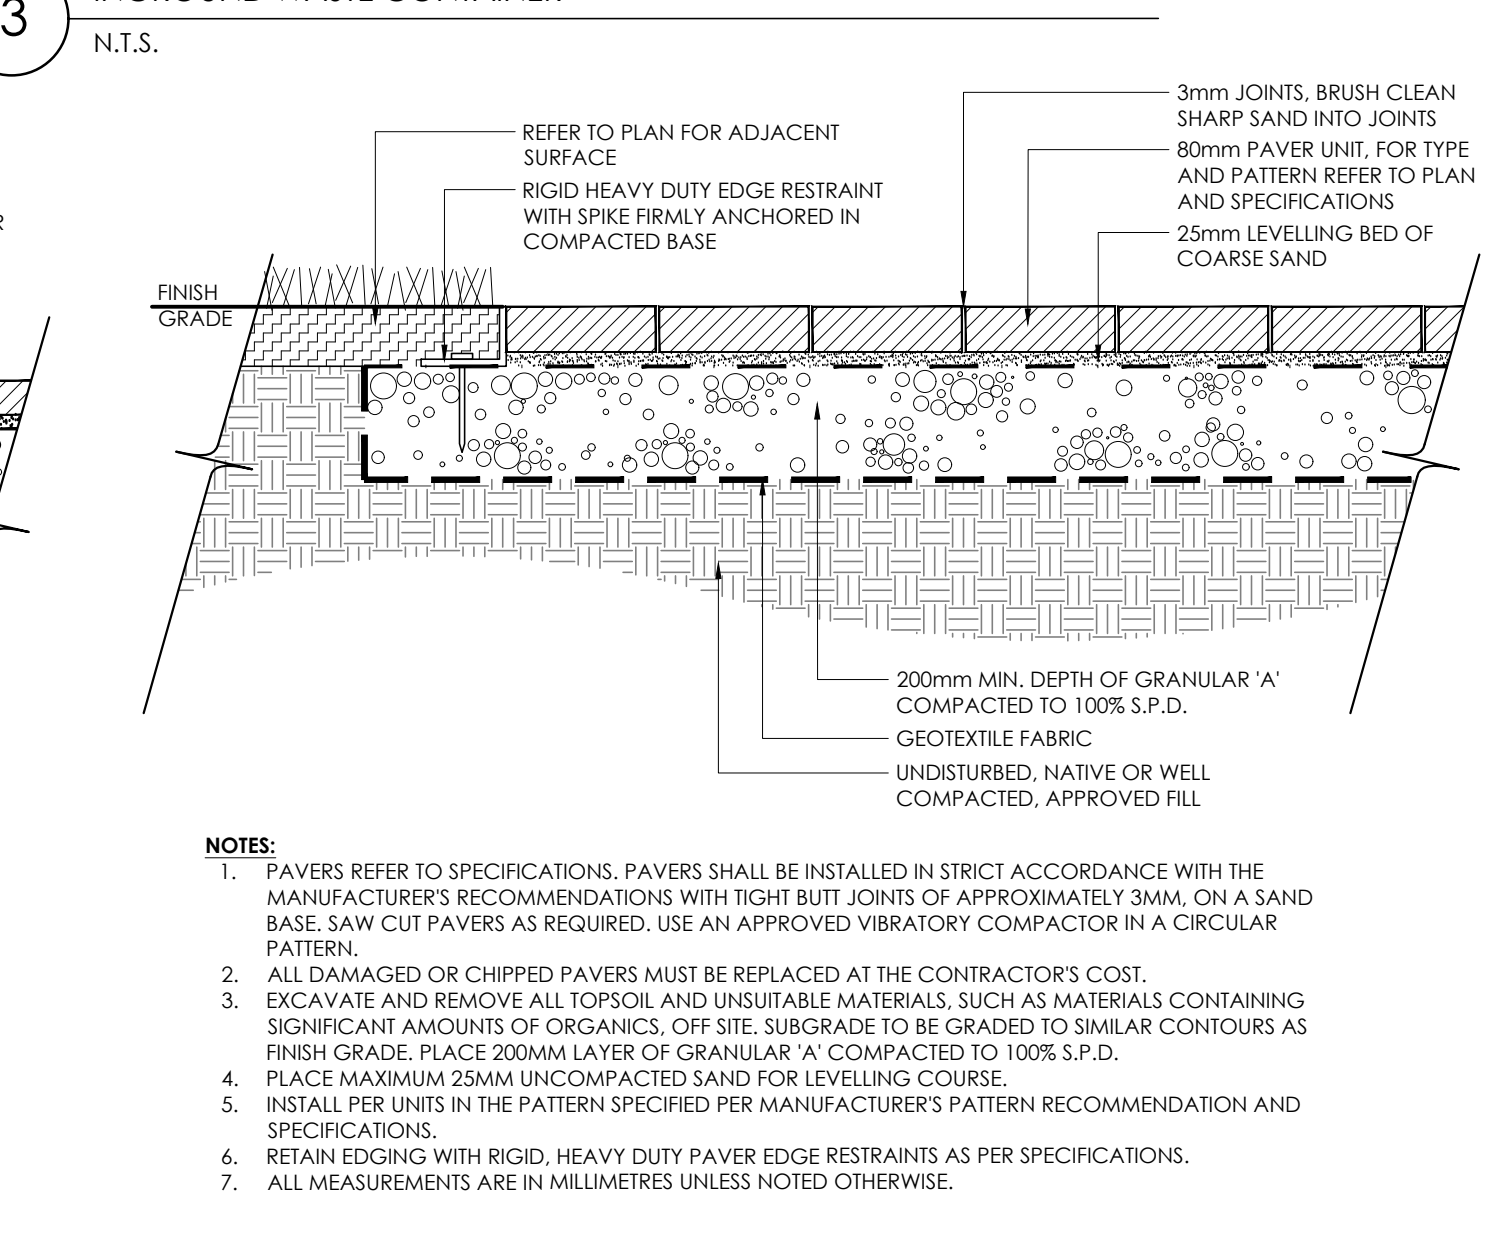 3
N.T.S.
3mm JOINTS, BRUSH CLEAN
SHARP SAND INTO JOINTS
REFER TO PLAN FOR ADJACENT
SURFACE
80mm PAVER UNIT, FOR TYPE
AND PATTERN REFER TO PLAN
AND SPECIFICATIONS
RIGID HEAVY DUTY EDGE RESTRAINT
WITH SPIKE FIRMLY ANCHORED IN
COMPACTED BASE
25mm LEVELLING BED OF
COARSE SAND
R
FINISH
GRADE
200mm MIN. DEPTH OF GRANULAR 'A'
COMPACTED TO 100% S.P.D.
GEOTEXTILE FABRIC
UNDISTURBED, NATIVE OR WELL
COMPACTED, APPROVED FILL
NOTES:
1. PAVERS REFER TO SPECIFICATIONS. PAVERS SHALL BE INSTALLED IN STRICT ACCORDANCE WITH THE
MANUFACTURER'S RECOMMENDATIONS WITH TIGHT BUTT JOINTS OF APPROXIMATELY 3MM, ON A SAND
BASE. SAW CUT PAVERS AS REQUIRED. USE AN APPROVED VIBRATORY COMPACTOR IN A CIRCULAR
PATTERN.
2. ALL DAMAGED OR CHIPPED PAVERS MUST BE REPLACED AT THE CONTRACTOR'S COST.
3. EXCAVATE AND REMOVE ALL TOPSOIL AND UNSUITABLE MATERIALS, SUCH AS MATERIALS CONTAINING
SIGNIFICANT AMOUNTS OF ORGANICS, OFF SITE. SUBGRADE TO BE GRADED TO SIMILAR CONTOURS AS
FINISH GRADE. PLACE 200MM LAYER OF GRANULAR 'A' COMPACTED TO 100% S.P.D.
4. PLACE MAXIMUM 25MM UNCOMPACTED SAND FOR LEVELLING COURSE.
5. INSTALL PER UNITS IN THE PATTERN SPECIFIED PER MANUFACTURER'S PATTERN RECOMMENDATION AND
SPECIFICATIONS.
6. RETAIN EDGING WITH RIGID, HEAVY DUTY PAVER EDGE RESTRAINTS AS PER SPECIFICATIONS.
7. ALL MEASUREMENTS ARE IN MILLIMETRES UNLESS NOTED OTHERWISE.